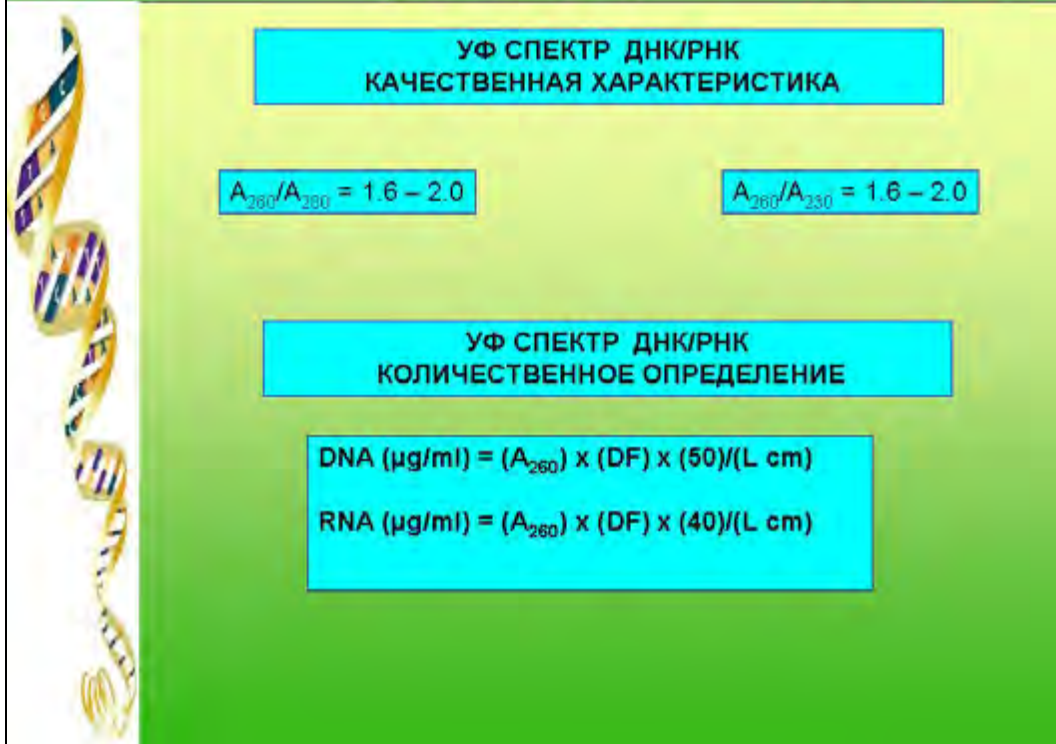 УФ СПЕКТР ДНК/РНК
КАЧЕСТВЕННАЯ ХАРАКТЕРИСТИКА
A260/A280 = 1.6 – 2.0
A260/A230 = 1.6 – 2.0
УФ СПЕКТР ДНК/РНК
КОЛИЧЕСТВЕННОЕ ОПРЕДЕЛЕНИЕ
DNA (µg/ml) = (A260) x (DF) x (50)/(L cm)
RNA (µg/ml) = (A260) x (DF) x (40)/(L cm)